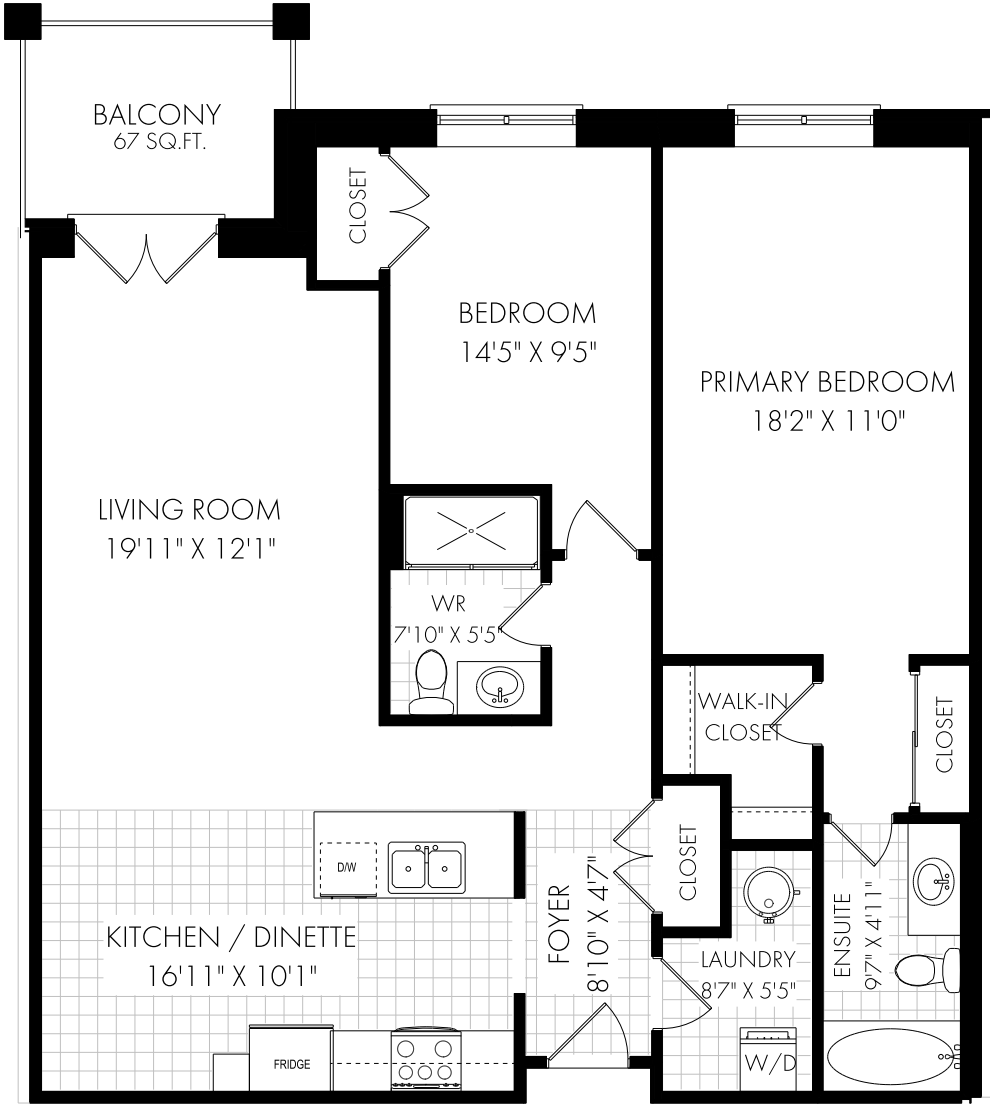 BALCONY
67 SQ.FT.
CLOSET
BEDROOM
14'5" X 9'5"
PRIMARY BEDROOM
18'2" X 11'0"
LIVING ROOM
19'11" X 12'1"
WR
7'10" X 5'5"
WALK-IN
CLOSET
CLOSET
D/W
CLOSET
FOYER
8'10" X 4'7"
KITCHEN / DINETTE
16'11" X 10'1"
LAUNDRY
8'7" X 5'5"
ENSUITE
9'7" X 4'11"
FRIDGE
W/D